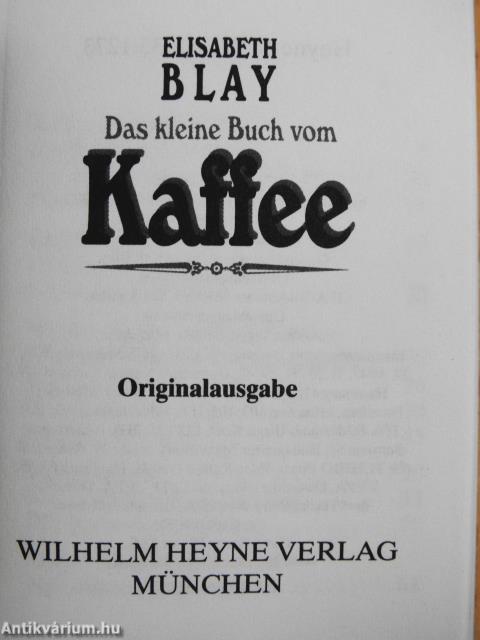 ELISABETH
BLAY
Das kleine Buch vom
Kaffee
Originalausgabe
WILHELM HEYNE VERLAG
MÜNCHEN
Antikvárium.hu